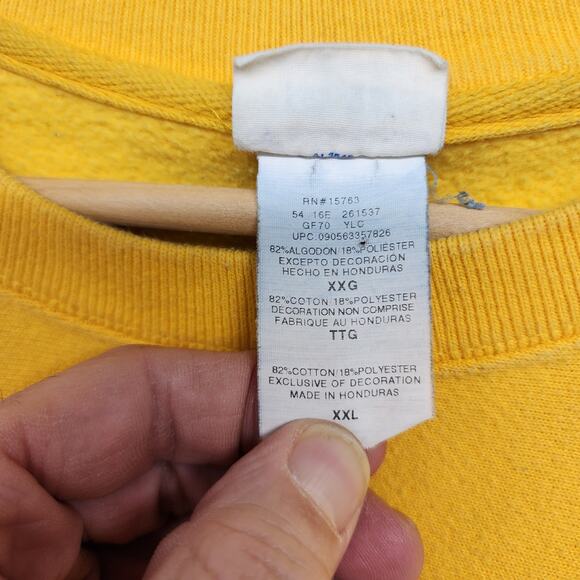 RN#15763
54 16E 261537
GF70 YLC
UPC:090563357826
82%ALGODON/18%POLIESTER
EXCEPTO DECORACION
HECHO EN HONDURAS
XXG
82%COTON/18%POLYESTER
DECORATION NON COMPRISE
FABRIQUE AU HONDURAS
TTG
82%COTTON/18%POLYESTER
EXCLUSIVE OF DECORATION
MADE IN HONDURAS
XXL